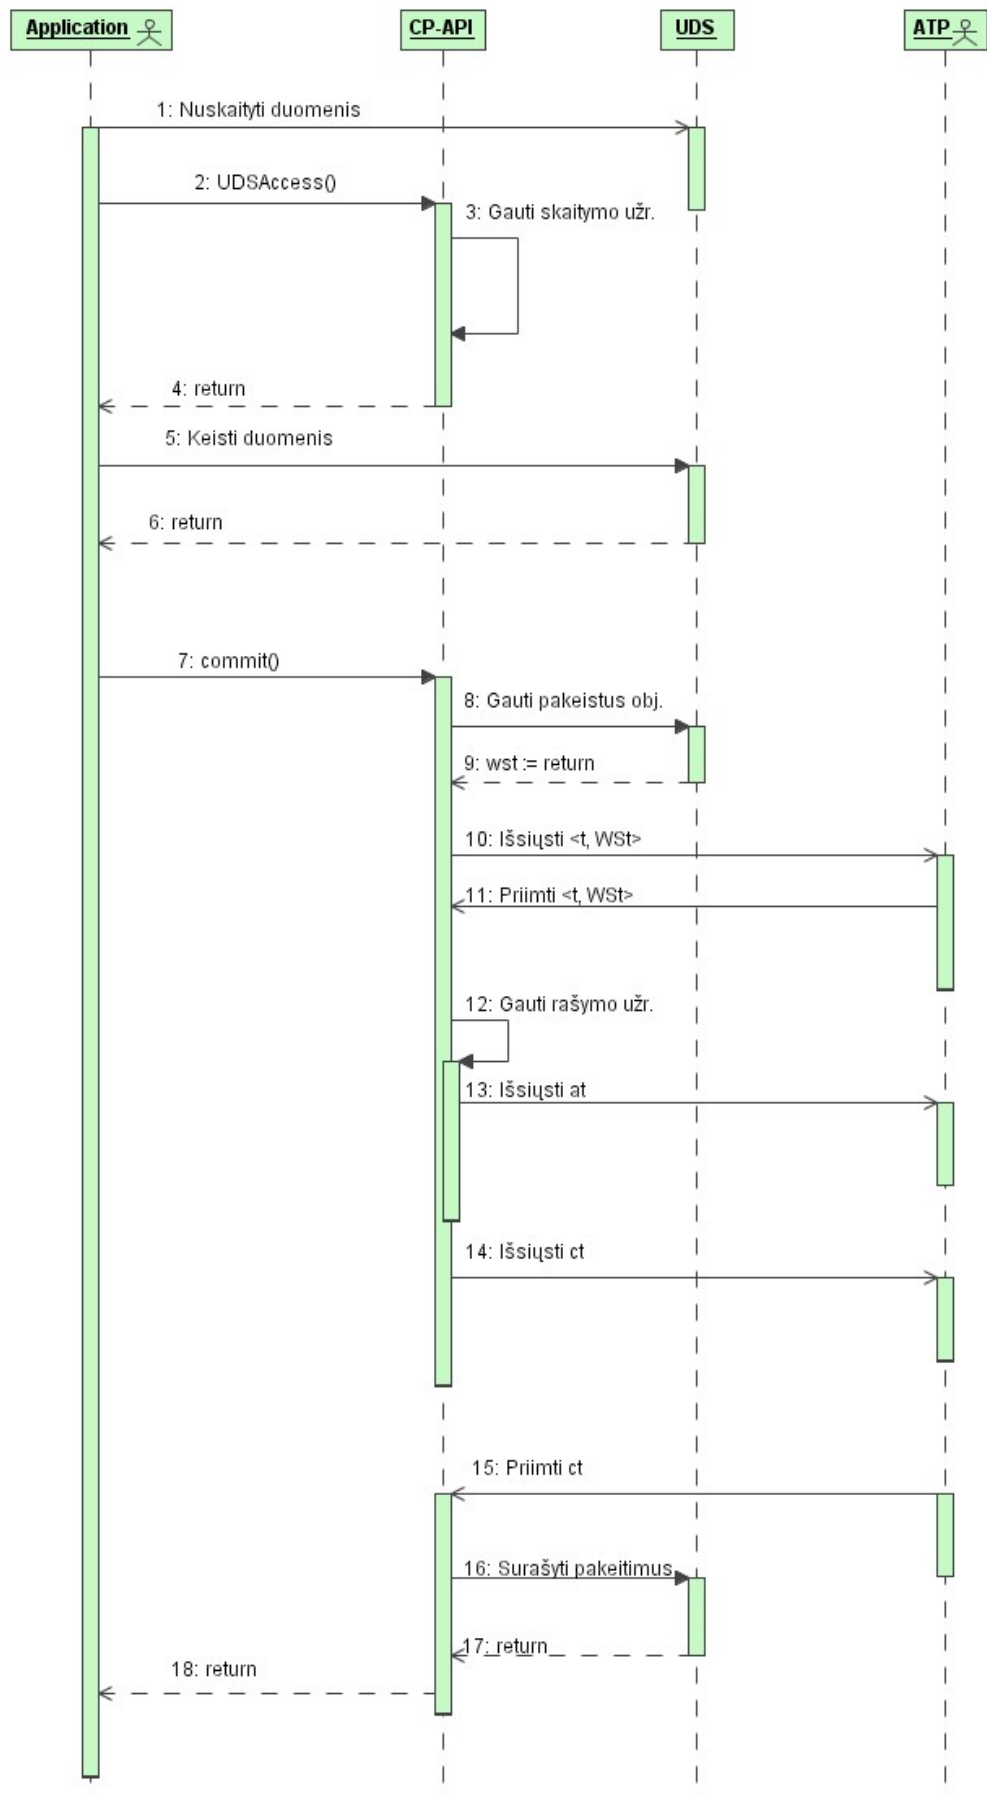 Application
CP-API
UDS
ATP
1: Nuskaityti duomenis
2: UDSAccess()
3: Gauti skaitymo užr.
4: return
5: Keisti duomenis
6: return
7: commit()
8: Gauti pakeistus obj.
9: wst := return
10: Išsiųsti <t, WSt>
11: Priimti <t, WSt>
12: Gauti rašymo užr.
13: Išsiųsti at
14: Išsiųsti ct
15: Priimti ct
16: Surašyti pakeitimus
17: return
18: return